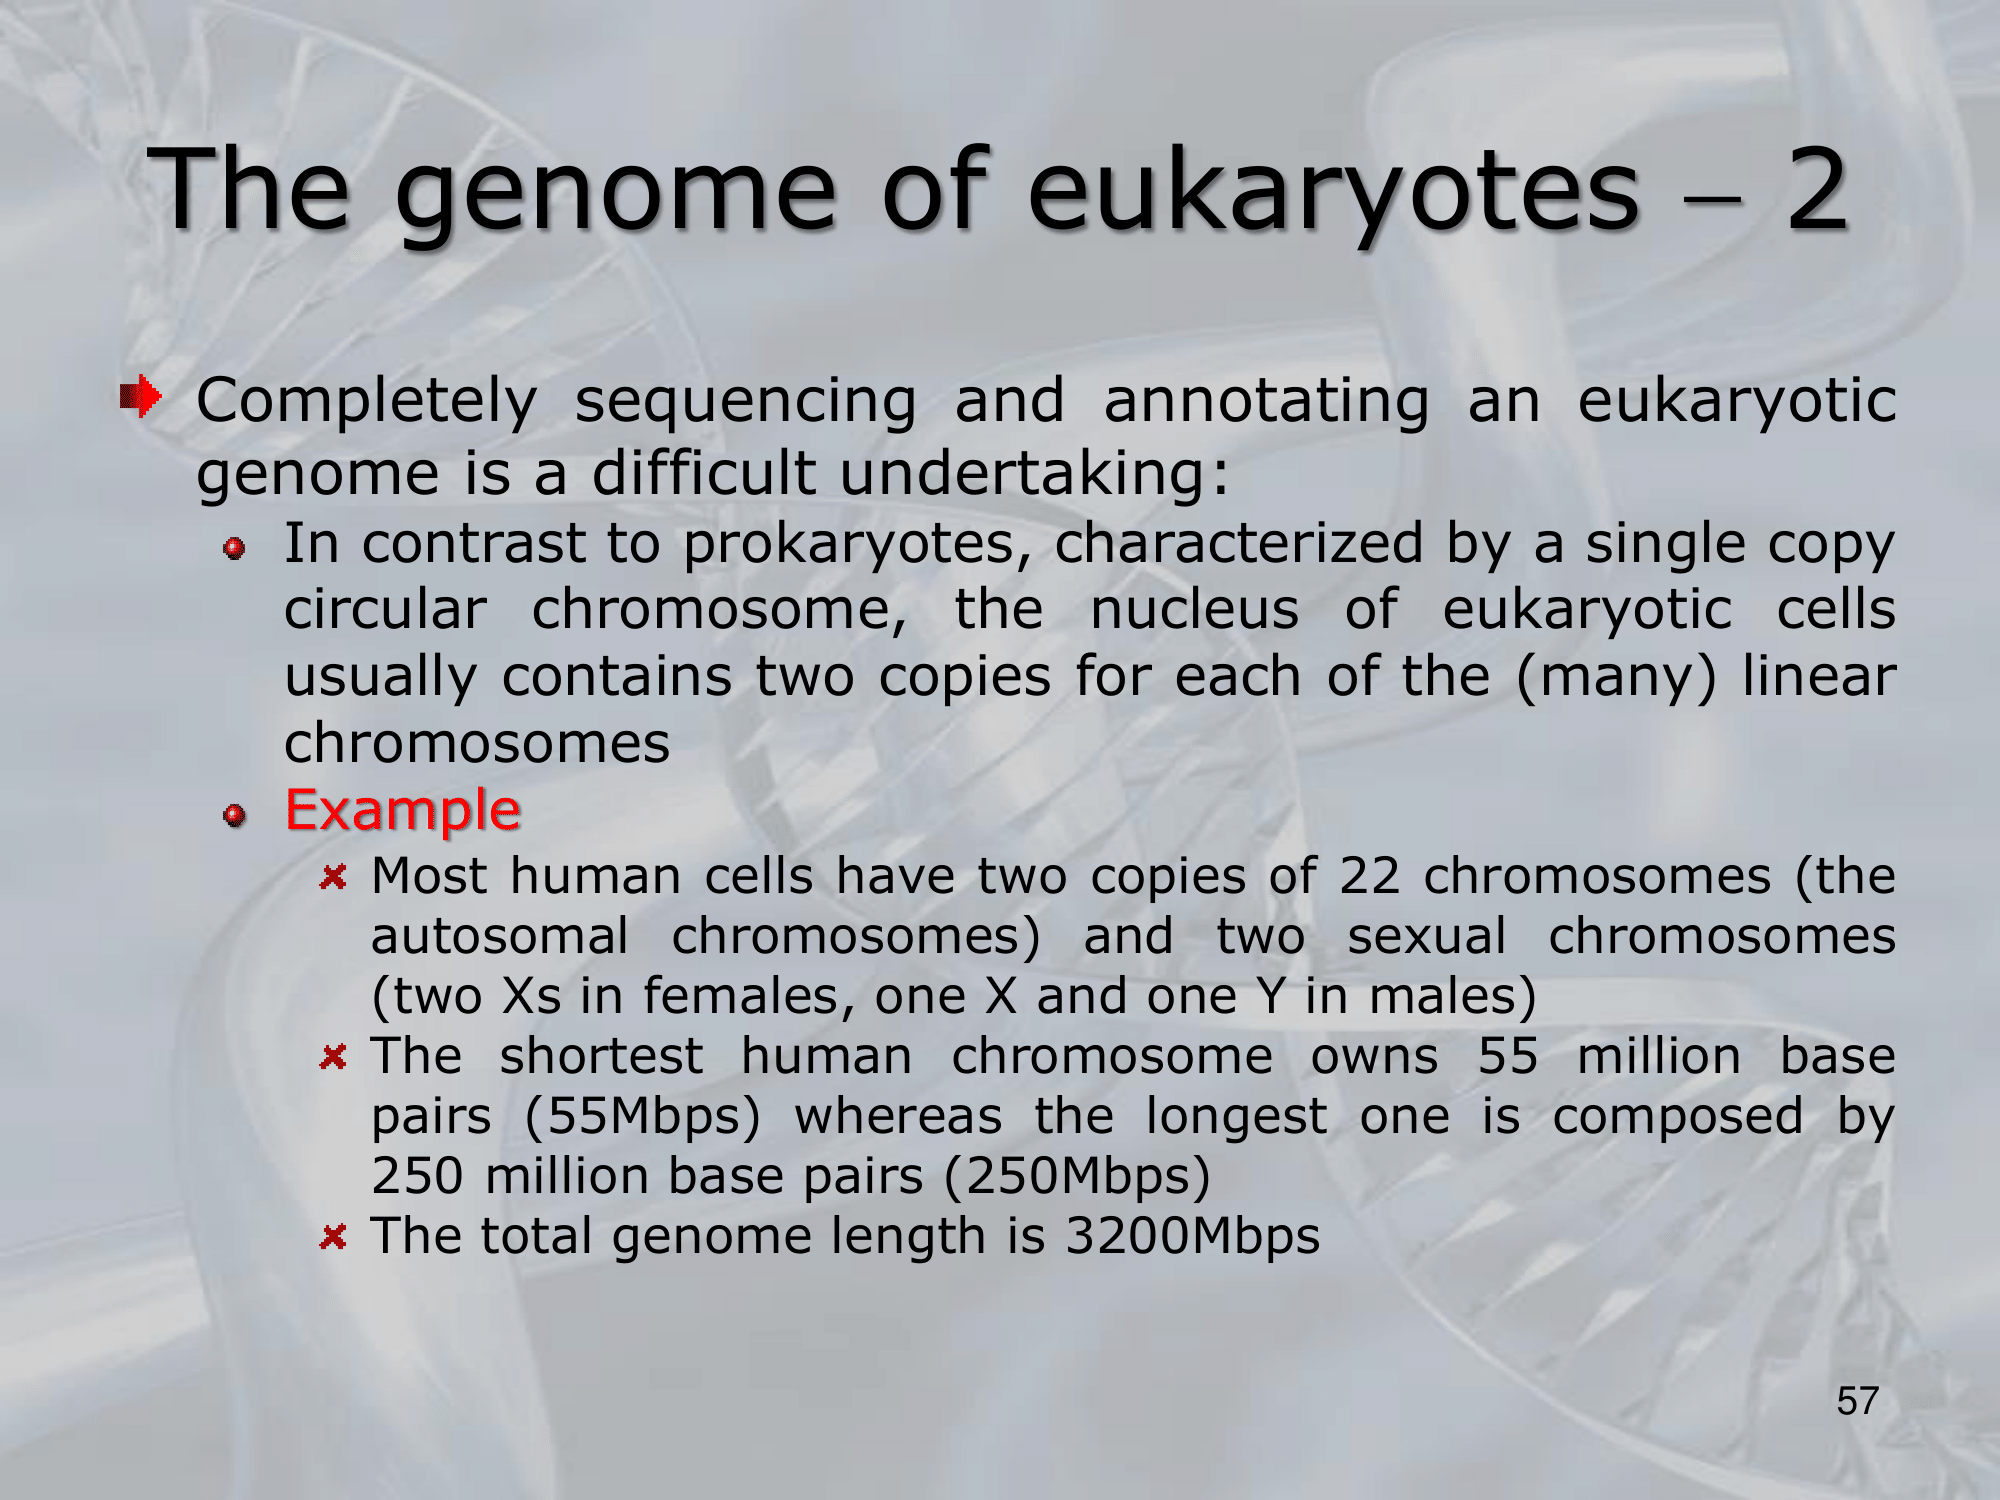 The genome of eukaryotes – 2
Completely sequencing and annotating an eukaryotic
genome is a difficult undertaking:
In contrast to prokaryotes, characterized by a single copy
circular chromosome, the nucleus of eukaryotic cells
usually contains two copies for each of the (many) linear
chromosomes
Example
Most human cells have two copies of 22 chromosomes (the
autosomal chromosomes) and two sexual chromosomes
(two Xs in females, one X and one Y in males)
The shortest human chromosome owns 55 million base
pairs (55Mbps) whereas the longest one is composed by
250 million base pairs (250Mbps)
The total genome length is 3200Mbps
57